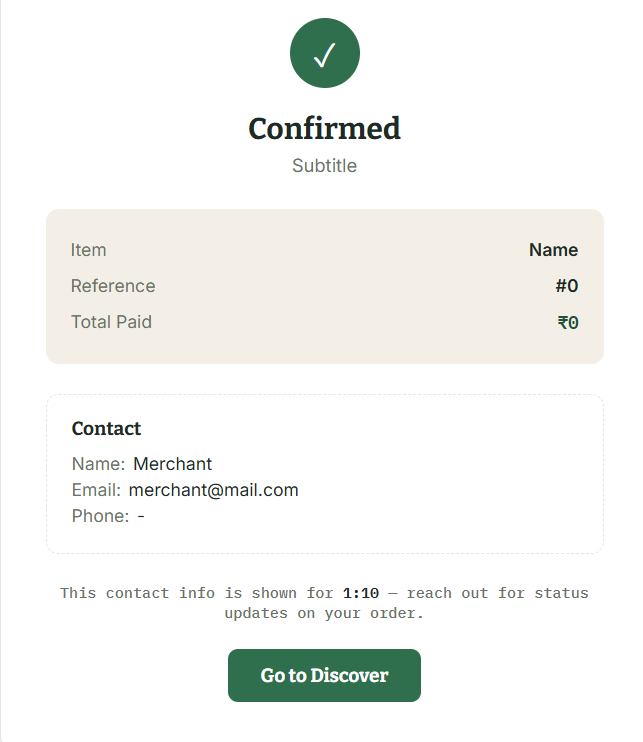 ✓
Confirmed
Subtitle
Item Name
Reference #0
Total Paid ₹0
Contact
Name: Merchant
Email: merchant@mail.com
Phone: -
This contact info is shown for 1:10 — reach out for status
updates on your order.
Go to Discover